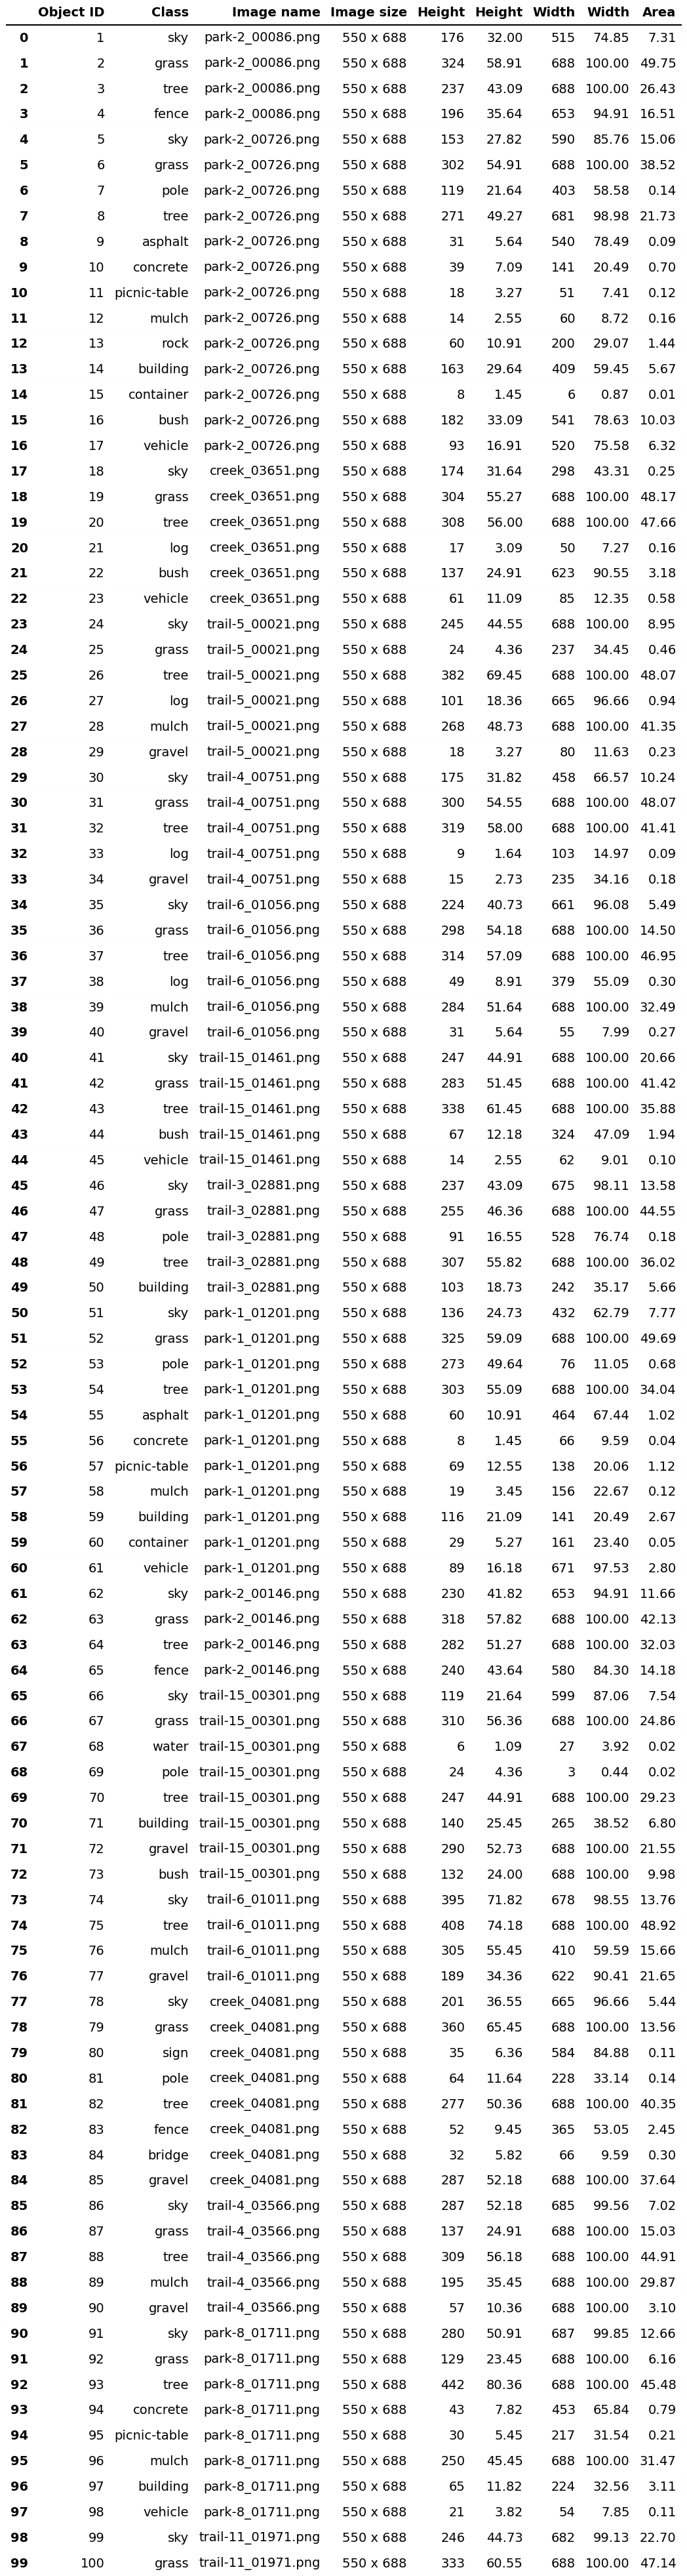 Object ID Class Image name Image size Height Height Width Width Area
0 1 sky park-2_00086.png 550 x 688 176 32.00 515 74.85 7.31
1 2 grass park-2_00086.png 550 x 688 324 58.91 688 100.00 49.75
2 3 tree park-2_00086.png 550 x 688 237 43.09 688 100.00 26.43
3 4 fence park-2_00086.png 550 x 688 196 35.64 653 94.91 16.51
4 5 sky park-2_00726.png 550 x 688 153 27.82 590 85.76 15.06
5 6 grass park-2_00726.png 550 x 688 302 54.91 688 100.00 38.52
6 7 pole park-2_00726.png 550 x 688 119 21.64 403 58.58 0.14
7 8 tree park-2_00726.png 550 x 688 271 49.27 681 98.98 21.73
8 9 asphalt park-2_00726.png 550 x 688 31 5.64 540 78.49 0.09
9 10 concrete park-2_00726.png 550 x 688 39 7.09 141 20.49 0.70
10 11 picnic-table park-2_00726.png 550 x 688 18 3.27 51 7.41 0.12
11 12 mulch park-2_00726.png 550 x 688 14 2.55 60 8.72 0.16
12 13 rock park-2_00726.png 550 x 688 60 10.91 200 29.07 1.44
13 14 building park-2_00726.png 550 x 688 163 29.64 409 59.45 5.67
14 15 container park-2_00726.png 550 x 688 8 1.45 6 0.87 0.01
15 16 bush park-2_00726.png 550 x 688 182 33.09 541 78.63 10.03
16 17 vehicle park-2_00726.png 550 x 688 93 16.91 520 75.58 6.32
17 18 sky creek_03651.png 550 x 688 174 31.64 298 43.31 0.25
18 19 grass creek_03651.png 550 x 688 304 55.27 688 100.00 48.17
19 20 tree creek_03651.png 550 x 688 308 56.00 688 100.00 47.66
20 21 log creek_03651.png 550 x 688 17 3.09 50 7.27 0.16
21 22 bush creek_03651.png 550 x 688 137 24.91 623 90.55 3.18
22 23 vehicle creek_03651.png 550 x 688 61 11.09 85 12.35 0.58
23 24 sky trail-5_00021.png 550 x 688 245 44.55 688 100.00 8.95
24 25 grass trail-5_00021.png 550 x 688 24 4.36 237 34.45 0.46
25 26 tree trail-5_00021.png 550 x 688 382 69.45 688 100.00 48.07
26 27 log trail-5_00021.png 550 x 688 101 18.36 665 96.66 0.94
27 28 mulch trail-5_00021.png 550 x 688 268 48.73 688 100.00 41.35
28 29 gravel trail-5_00021.png 550 x 688 18 3.27 80 11.63 0.23
29 30 sky trail-4_00751.png 550 x 688 175 31.82 458 66.57 10.24
30 31 grass trail-4_00751.png 550 x 688 300 54.55 688 100.00 48.07
31 32 tree trail-4_00751.png 550 x 688 319 58.00 688 100.00 41.41
32 33 log trail-4_00751.png 550 x 688 9 1.64 103 14.97 0.09
33 34 gravel trail-4_00751.png 550 x 688 15 2.73 235 34.16 0.18
34 35 sky trail-6_01056.png 550 x 688 224 40.73 661 96.08 5.49
35 36 grass trail-6_01056.png 550 x 688 298 54.18 688 100.00 14.50
36 37 tree trail-6_01056.png 550 x 688 314 57.09 688 100.00 46.95
37 38 log trail-6_01056.png 550 x 688 49 8.91 379 55.09 0.30
38 39 mulch trail-6_01056.png 550 x 688 284 51.64 688 100.00 32.49
39 40 gravel trail-6_01056.png 550 x 688 31 5.64 55 7.99 0.27
40 41 sky trail-15_01461.png 550 x 688 247 44.91 688 100.00 20.66
41 42 grass trail-15_01461.png 550 x 688 283 51.45 688 100.00 41.42
42 43 tree trail-15_01461.png 550 x 688 338 61.45 688 100.00 35.88
43 44 bush trail-15_01461.png 550 x 688 67 12.18 324 47.09 1.94
44 45 vehicle trail-15_01461.png 550 x 688 14 2.55 62 9.01 0.10
45 46 sky trail-3_02881.png 550 x 688 237 43.09 675 98.11 13.58
46 47 grass trail-3_02881.png 550 x 688 255 46.36 688 100.00 44.55
47 48 pole trail-3_02881.png 550 x 688 91 16.55 528 76.74 0.18
48 49 tree trail-3_02881.png 550 x 688 307 55.82 688 100.00 36.02
49 50 building trail-3_02881.png 550 x 688 103 18.73 242 35.17 5.66
50 51 sky park-1_01201.png 550 x 688 136 24.73 432 62.79 7.77
51 52 grass park-1_01201.png 550 x 688 325 59.09 688 100.00 49.69
52 53 pole park-1_01201.png 550 x 688 273 49.64 76 11.05 0.68
53 54 tree park-1_01201.png 550 x 688 303 55.09 688 100.00 34.04
54 55 asphalt park-1_01201.png 550 x 688 60 10.91 464 67.44 1.02
55 56 concrete park-1_01201.png 550 x 688 8 1.45 66 9.59 0.04
56 57 picnic-table park-1_01201.png 550 x 688 69 12.55 138 20.06 1.12
57 58 mulch park-1_01201.png 550 x 688 19 3.45 156 22.67 0.12
58 59 building park-1_01201.png 550 x 688 116 21.09 141 20.49 2.67
59 60 container park-1_01201.png 550 x 688 29 5.27 161 23.40 0.05
60 61 vehicle park-1_01201.png 550 x 688 89 16.18 671 97.53 2.80
61 62 sky park-2_00146.png 550 x 688 230 41.82 653 94.91 11.66
62 63 grass park-2_00146.png 550 x 688 318 57.82 688 100.00 42.13
63 64 tree park-2_00146.png 550 x 688 282 51.27 688 100.00 32.03
64 65 fence park-2_00146.png 550 x 688 240 43.64 580 84.30 14.18
65 66 sky trail-15_00301.png 550 x 688 119 21.64 599 87.06 7.54
66 67 grass trail-15_00301.png 550 x 688 310 56.36 688 100.00 24.86
67 68 water trail-15_00301.png 550 x 688 6 1.09 27 3.92 0.02
68 69 pole trail-15_00301.png 550 x 688 24 4.36 3 0.44 0.02
69 70 tree trail-15_00301.png 550 x 688 247 44.91 688 100.00 29.23
70 71 building trail-15_00301.png 550 x 688 140 25.45 265 38.52 6.80
71 72 gravel trail-15_00301.png 550 x 688 290 52.73 688 100.00 21.55
72 73 bush trail-15_00301.png 550 x 688 132 24.00 688 100.00 9.98
73 74 sky trail-6_01011.png 550 x 688 395 71.82 678 98.55 13.76
74 75 tree trail-6_01011.png 550 x 688 408 74.18 688 100.00 48.92
75 76 mulch trail-6_01011.png 550 x 688 305 55.45 410 59.59 15.66
76 77 gravel trail-6_01011.png 550 x 688 189 34.36 622 90.41 21.65
77 78 sky creek_04081.png 550 x 688 201 36.55 665 96.66 5.44
78 79 grass creek_04081.png 550 x 688 360 65.45 688 100.00 13.56
79 80 sign creek_04081.png 550 x 688 35 6.36 584 84.88 0.11
80 81 pole creek_04081.png 550 x 688 64 11.64 228 33.14 0.14
81 82 tree creek_04081.png 550 x 688 277 50.36 688 100.00 40.35
82 83 fence creek_04081.png 550 x 688 52 9.45 365 53.05 2.45
83 84 bridge creek_04081.png 550 x 688 32 5.82 66 9.59 0.30
84 85 gravel creek_04081.png 550 x 688 287 52.18 688 100.00 37.64
85 86 sky trail-4_03566.png 550 x 688 287 52.18 685 99.56 7.02
86 87 grass trail-4_03566.png 550 x 688 137 24.91 688 100.00 15.03
87 88 tree trail-4_03566.png 550 x 688 309 56.18 688 100.00 44.91
88 89 mulch trail-4_03566.png 550 x 688 195 35.45 688 100.00 29.87
89 90 gravel trail-4_03566.png 550 x 688 57 10.36 688 100.00 3.10
90 91 sky park-8_01711.png 550 x 688 280 50.91 687 99.85 12.66
91 92 grass park-8_01711.png 550 x 688 129 23.45 688 100.00 6.16
92 93 tree park-8_01711.png 550 x 688 442 80.36 688 100.00 45.48
93 94 concrete park-8_01711.png 550 x 688 43 7.82 453 65.84 0.79
94 95 picnic-table park-8_01711.png 550 x 688 30 5.45 217 31.54 0.21
95 96 mulch park-8_01711.png 550 x 688 250 45.45 688 100.00 31.47
96 97 building park-8_01711.png 550 x 688 65 11.82 224 32.56 3.11
97 98 vehicle park-8_01711.png 550 x 688 21 3.82 54 7.85 0.11
98 99 sky trail-11_01971.png 550 x 688 246 44.73 682 99.13 22.70
99 100 grass trail-11_01971.png 550 x 688 333 60.55 688 100.00 47.14